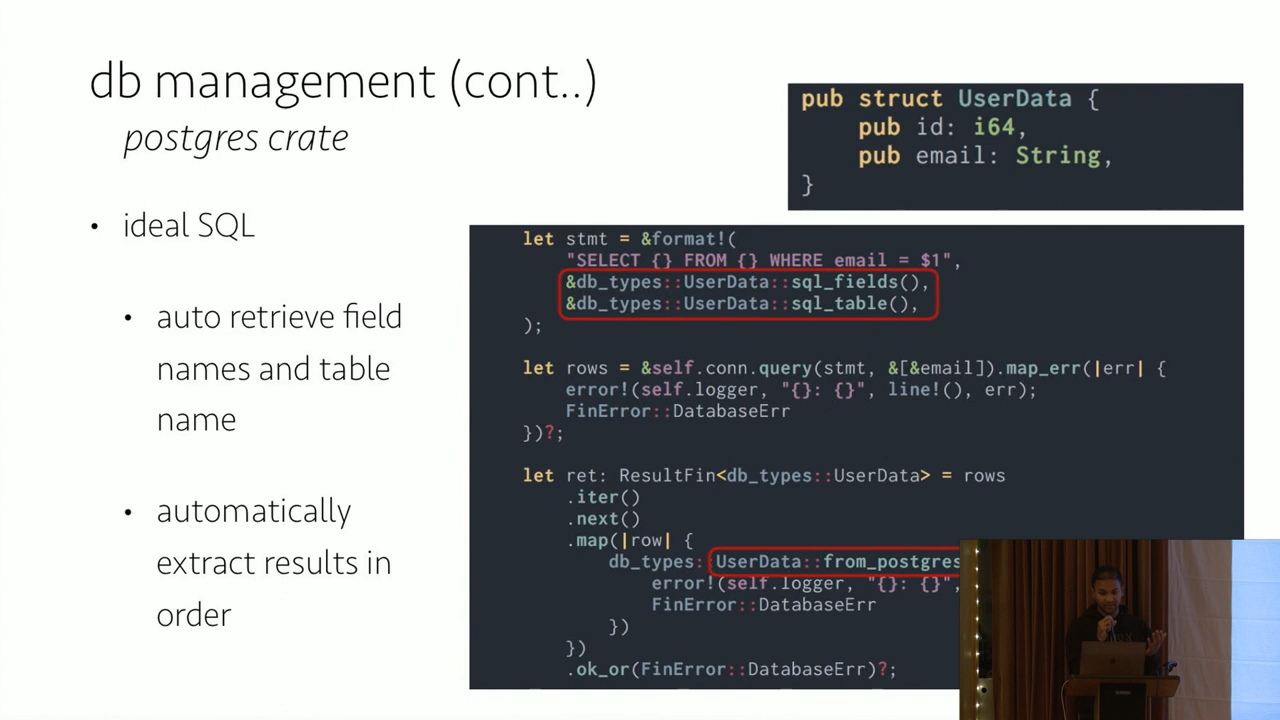 db management (cont..)
postgres crate
• ideal SQL
• auto retrieve field
names and table
name
• automatically
extract results in
order
pub struct UserData {
    pub id: i64,
    pub email: String,
}
let stmt = &format!(
    "SELECT {} FROM {} WHERE email = $1",
    &db_types::UserData::sql_fields(),
    &db_types::UserData::sql_table(),
);
let rows = &self.conn.query(stmt, &[&email]).map_err(|err| {
    error!(self.logger, "{}: {}", line!(), err);
    FinError::DatabaseErr
})?;
let ret: ResultFin<db_types::UserData> = rows
    .iter()
    .next()
    .map(|row| {
        db_types::UserData::from_postgres
            error!(self.logger, "{}: {}",
            FinError::DatabaseErr
        })
    })
    .ok_or(FinError::DatabaseErr)?;